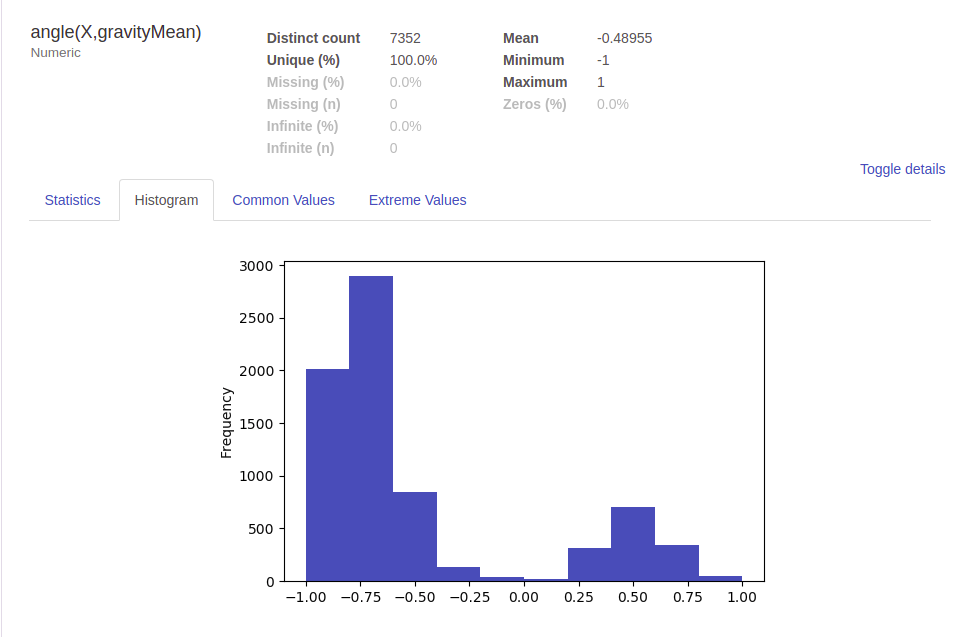 angle(X,gravityMean)
Numeric
Distinct count 7352
Unique (%) 100.0%
Missing (%) 0.0%
Missing (n) 0
Infinite (%) 0.0%
Infinite (n) 0
Mean -0.48955
Minimum -1
Maximum 1
Zeros (%) 0.0%
Toggle details
Statistics Histogram Common Values Extreme Values
3000
2500
2000
1500
1000
500
0
Frequency
−1.00 −0.75 −0.50 −0.25 0.00 0.25 0.50 0.75 1.00